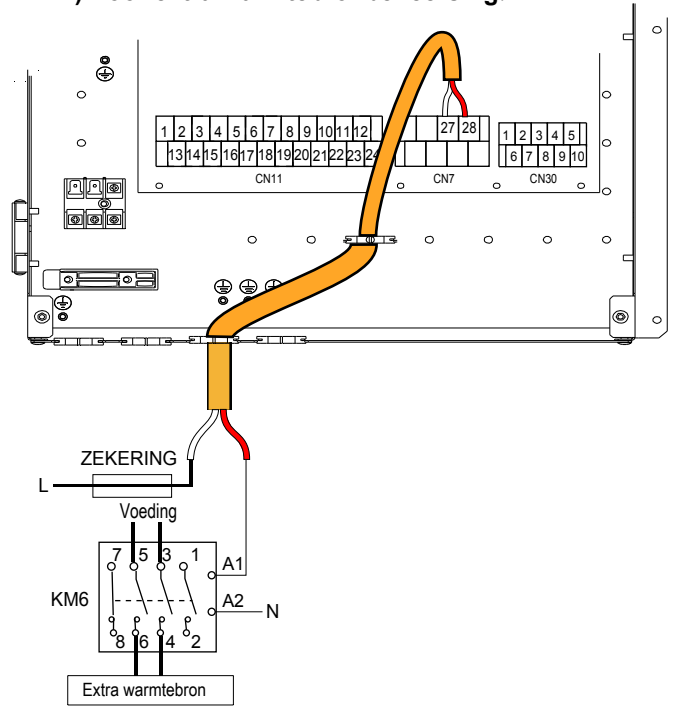 27 28
1 2 3 4 5 6 7 8 9 10 11 12
13 14 15 16 17 18 19 20 21 22 23 24
1 2 3 4 5
6 7 8 9 10
CN11
CN7
CN30
ZEKERING
L
Voeding
7 5 3 1
A1
KM6
A2
N
8 6 4 2
Extra warmtebron